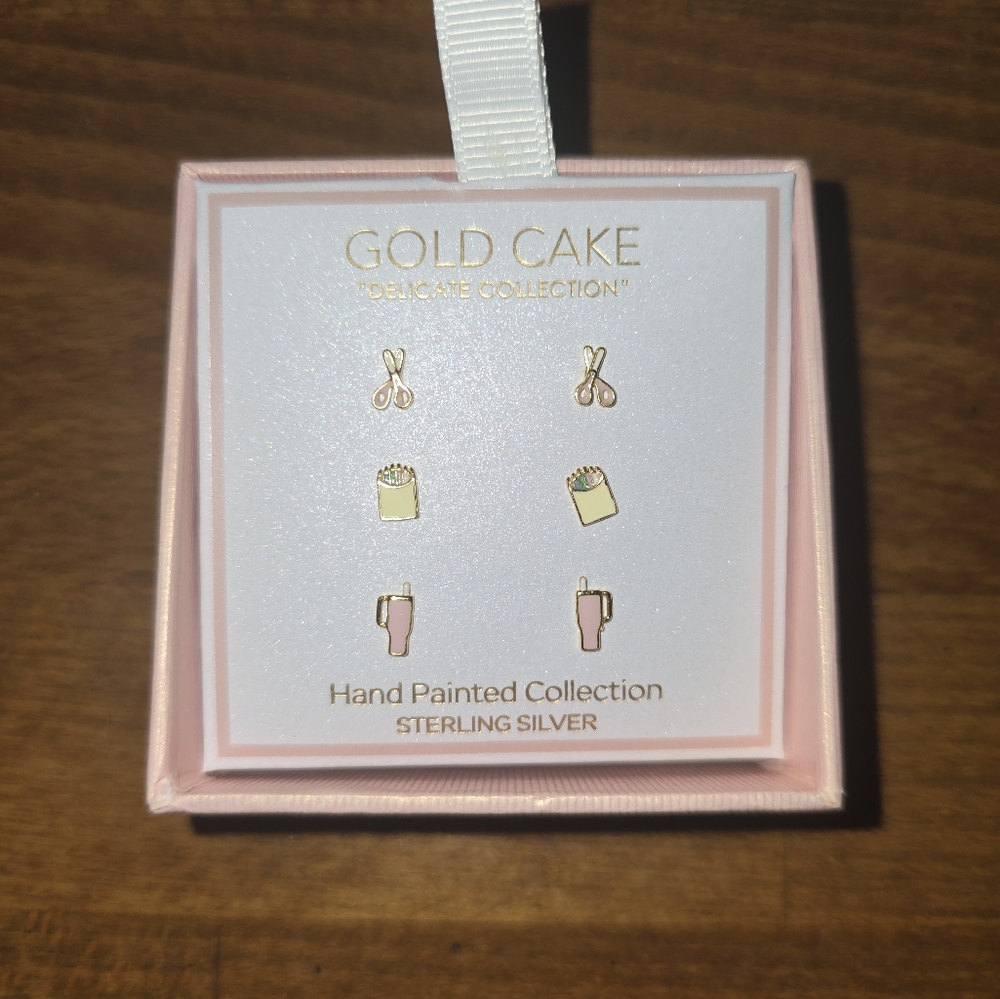 GOLD CAKE
"DELICATE COLLECTION"
Hand Painted Collection
STERLING SILVER